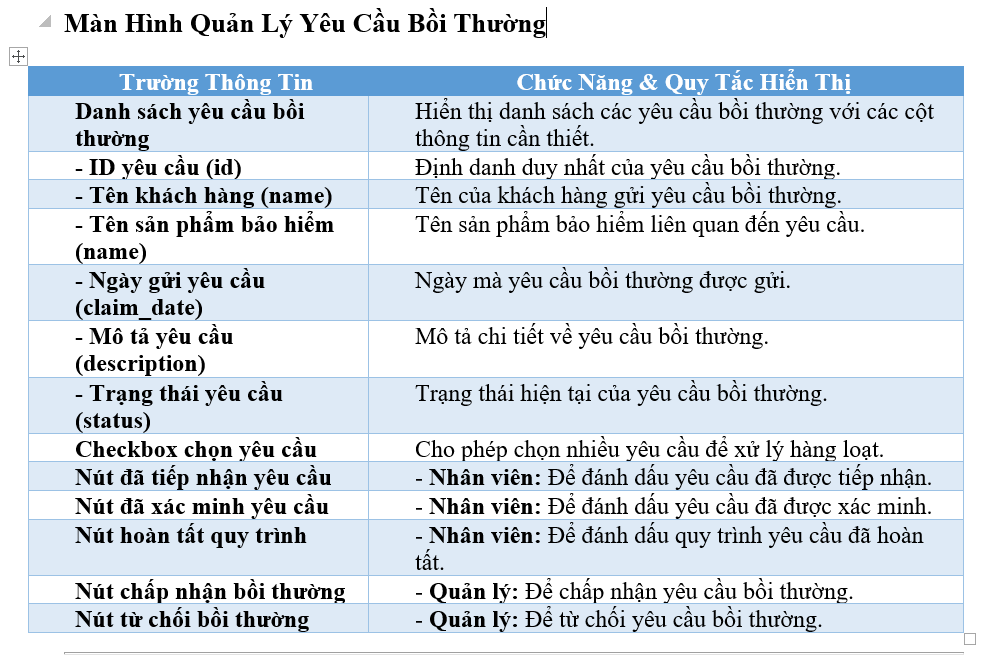 Màn Hình Quản Lý Yêu Cầu Bồi Thường
Trường Thông Tin
Chức Năng & Quy Tắc Hiển Thị
Danh sách yêu cầu bồi
thường
Hiển thị danh sách các yêu cầu bồi thường với các cột
thông tin cần thiết.
- ID yêu cầu (id)
Định danh duy nhất của yêu cầu bồi thường.
- Tên khách hàng (name)
Tên của khách hàng gửi yêu cầu bồi thường.
- Tên sản phẩm bảo hiểm
(name)
Tên sản phẩm bảo hiểm liên quan đến yêu cầu.
- Ngày gửi yêu cầu
(claim_date)
Ngày mà yêu cầu bồi thường được gửi.
- Mô tả yêu cầu
(description)
Mô tả chi tiết về yêu cầu bồi thường.
- Trạng thái yêu cầu
(status)
Trạng thái hiện tại của yêu cầu bồi thường.
Checkbox chọn yêu cầu
Cho phép chọn nhiều yêu cầu để xử lý hàng loạt.
Nút đã tiếp nhận yêu cầu
- Nhân viên: Để đánh dấu yêu cầu đã được tiếp nhận.
Nút đã xác minh yêu cầu
- Nhân viên: Để đánh dấu yêu cầu đã được xác minh.
Nút hoàn tất quy trình
- Nhân viên: Để đánh dấu quy trình yêu cầu đã hoàn
tất.
Nút chấp nhận bồi thường
- Quản lý: Để chấp nhận yêu cầu bồi thường.
Nút từ chối bồi thường
- Quản lý: Để từ chối yêu cầu bồi thường.